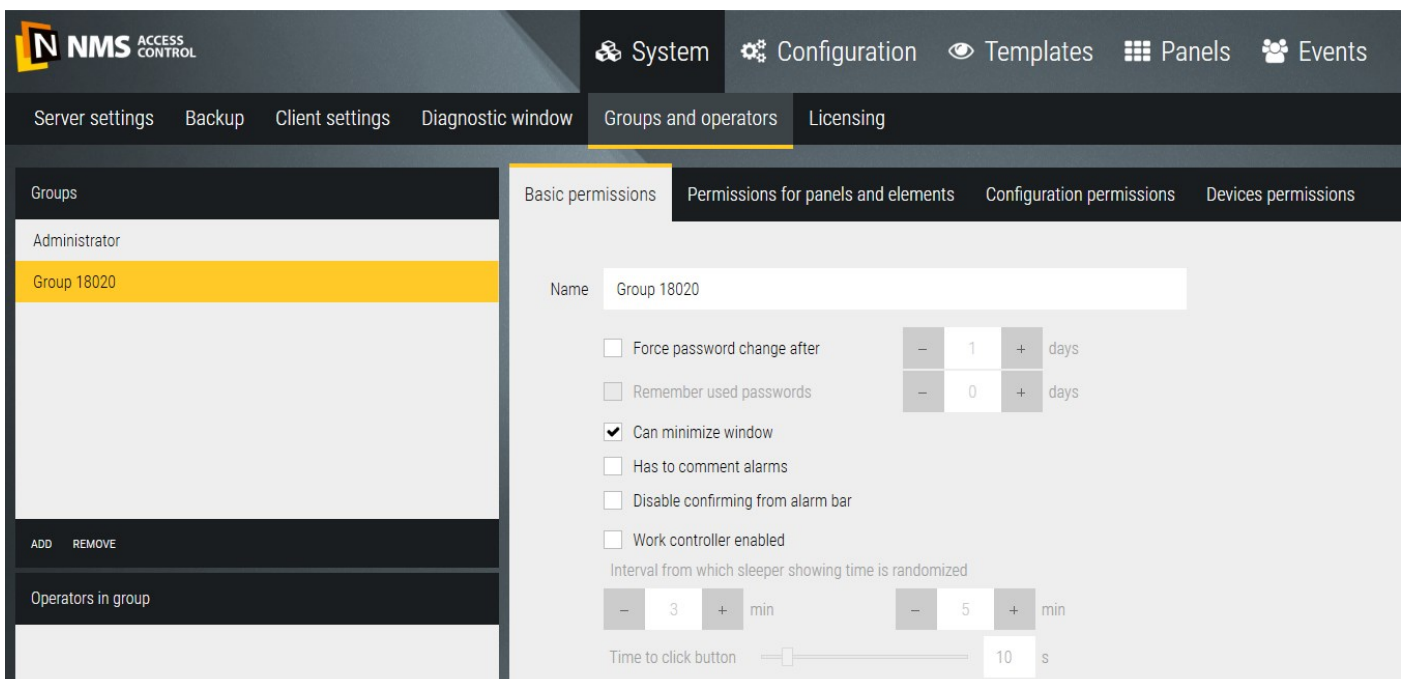 N NMS ACCESS CONTROL
System Configuration Templates Panels Events
Server settings Backup Client settings Diagnostic window Groups and operators Licensing
Groups
Basic permissions Permissions for panels and elements Configuration permissions Devices permissions
Administrator
Group 18020
Name Group 18020
Force password change after − 1 + days
Remember used passwords − 0 + days
Can minimize window
Has to comment alarms
Disable confirming from alarm bar
ADD REMOVE
Work controller enabled
Interval from which sleeper showing time is randomized
Operators in group
− 3 + min − 5 + min
Time to click button 10 s